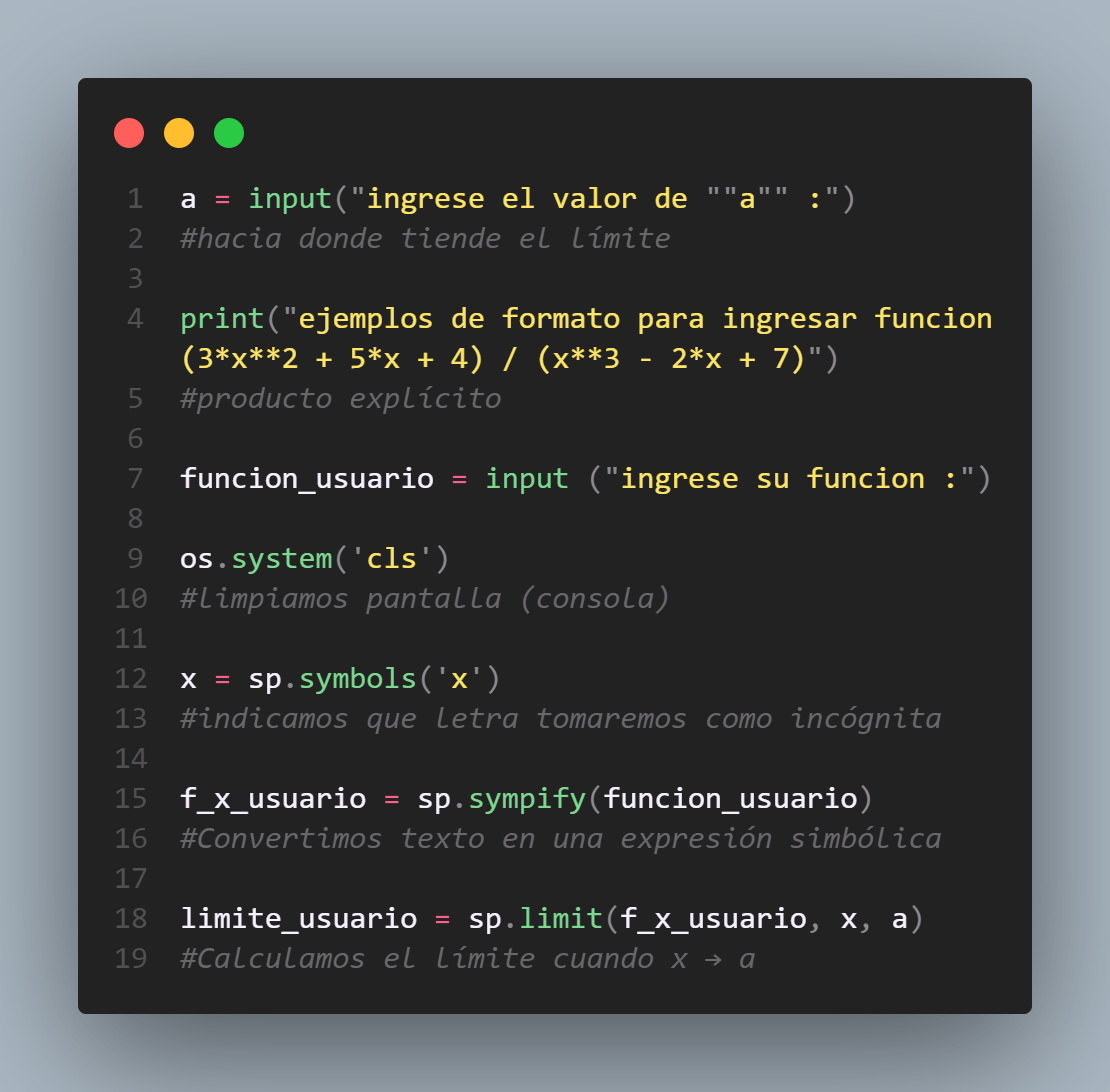 1 a = input("ingrese el valor de ""a"" :")
2 #hacia donde tiende el límite
3
4 print("ejemplos de formato para ingresar funcion
(3*x**2 + 5*x + 4) / (x**3 - 2*x + 7)")
5 #producto explícito
6
7 funcion_usuario = input ("ingrese su funcion :")
8
9 os.system('cls')
10 #limpiamos pantalla (consola)
11
12 x = sp.symbols('x')
13 #indicamos que letra tomaremos como incógnita
14
15 f_x_usuario = sp.sympify(funcion_usuario)
16 #Convertimos texto en una expresión simbólica
17
18 limite_usuario = sp.limit(f_x_usuario, x, a)
19 #Calculamos el límite cuando x → a